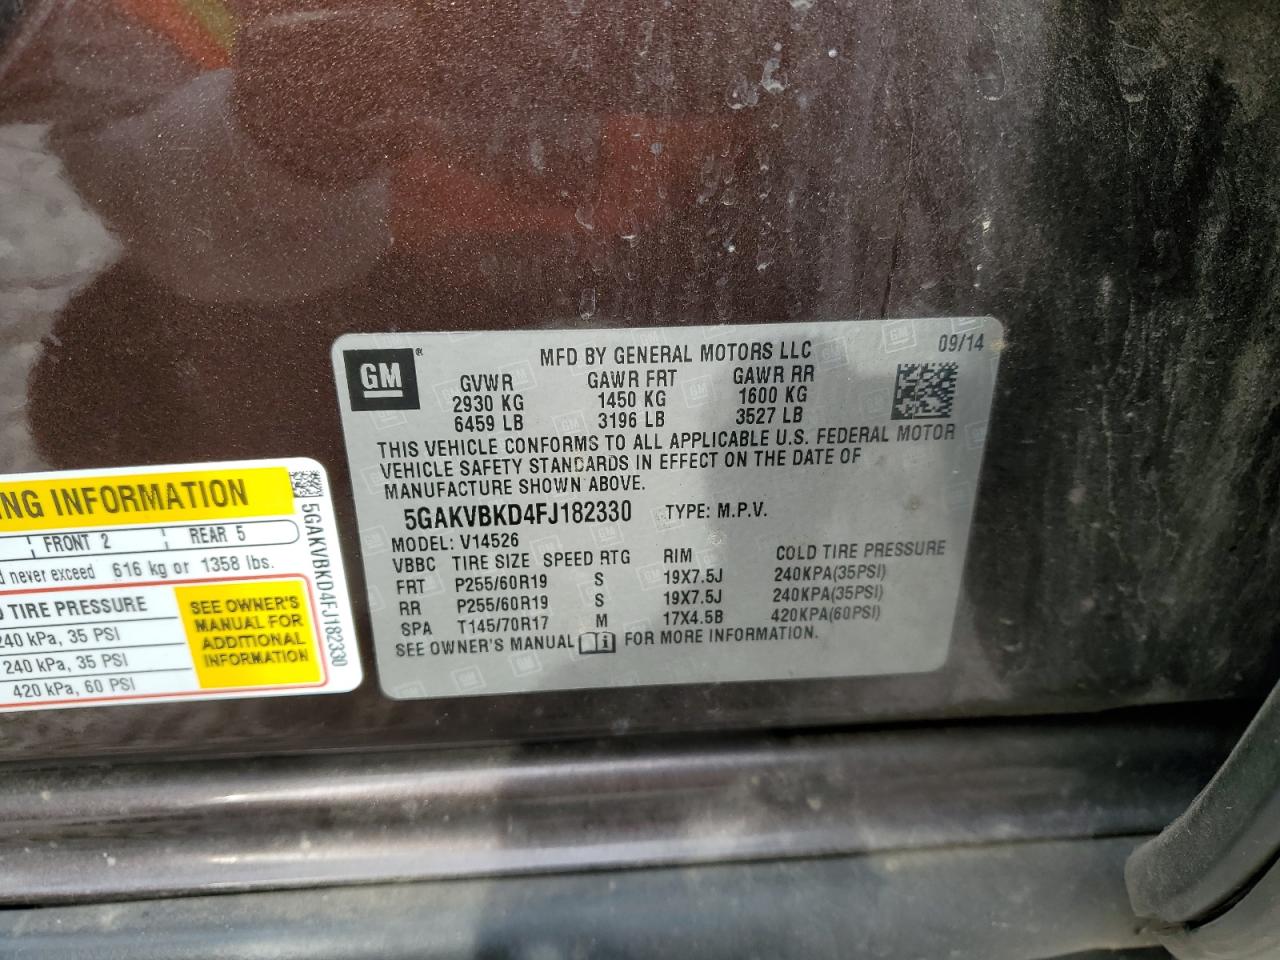 GM®
MFD BY GENERAL MOTORS LLC
09/14
GVWR GAWR FRT GAWR RR
2930 KG 1450 KG 1600 KG
6459 LB 3196 LB 3527 LB
THIS VEHICLE CONFORMS TO ALL APPLICABLE U.S. FEDERAL MOTOR
VEHICLE SAFETY STANDARDS IN EFFECT ON THE DATE OF
MANUFACTURE SHOWN ABOVE.
5GAKVBKD4FJ182330 TYPE: M.P.V.
MODEL: V14526
VBBC TIRE SIZE SPEED RTG RIM COLD TIRE PRESSURE
FRT P255/60R19 S 19X7.5J 240KPA(35PSI)
RR P255/60R19 S 19X7.5J 240KPA(35PSI)
SPA T145/70R17 M 17X4.5B 420KPA(60PSI)
SEE OWNER'S MANUAL FOR MORE INFORMATION.
NG INFORMATION
FRONT 2 REAR 5
d never exceed 616 kg or 1358 lbs.
TIRE PRESSURE
240 kPa, 35 PSI
240 kPa, 35 PSI
420 kPa, 60 PSI
SEE OWNER'S
MANUAL FOR
ADDITIONAL
INFORMATION
5GAKVBKD4FJ182330